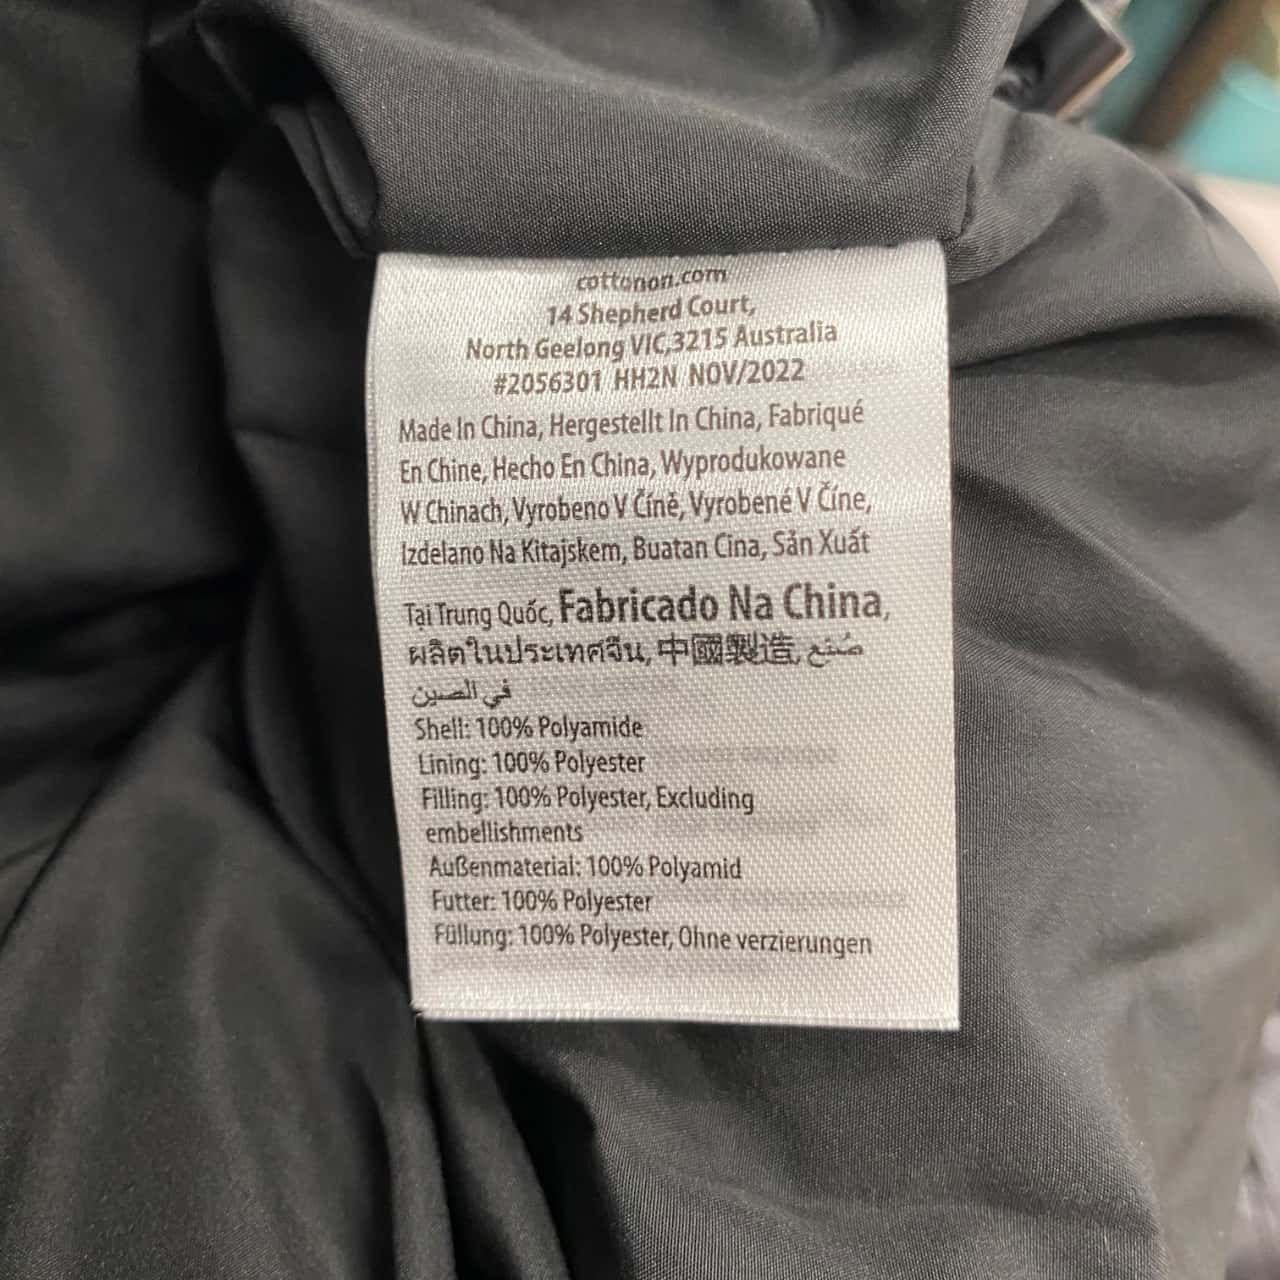 cottonon.com
14 Shepherd Court,
North Geelong VIC,3215 Australia
#2056301 HH2N NOV/2022
Made In China, Hergestellt In China, Fabriqué
En Chine, Hecho En China, Wyprodukowane
W Chinach, Vyrobeno V Číně, Vyrobené V Číne,
Izdelano Na Kitajskem, Buatan Cina, Sản Xuất
Tại Trung Quốc, Fabricado Na China,
ผลิตในประเทศจีน, 中國製造, صُنع
في الصين
Shell: 100% Polyamide
Lining: 100% Polyester
Filling: 100% Polyester, Excluding
embellishments
Außenmaterial: 100% Polyamid
Futter: 100% Polyester
Füllung: 100% Polyester, Ohne verzierungen